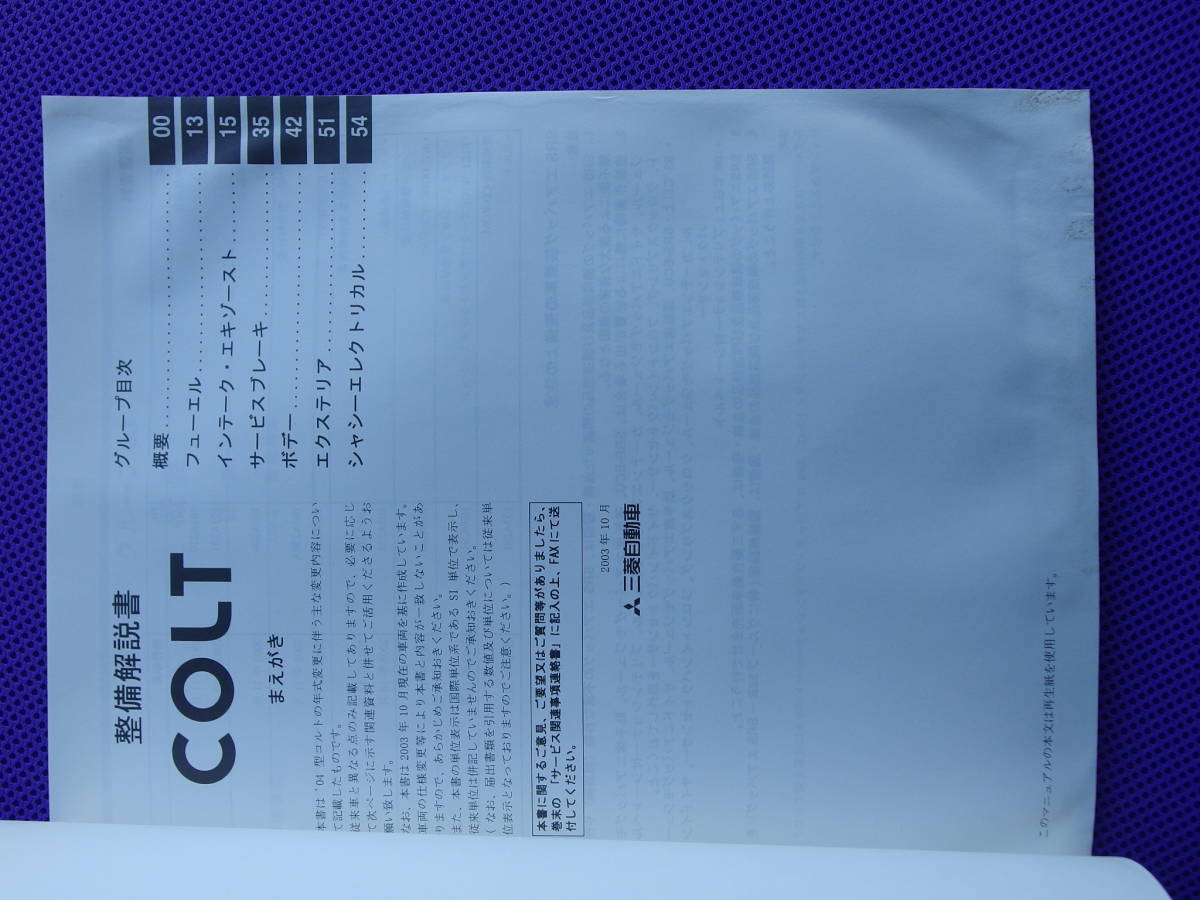 整備解説書
COLT
まえがき
本書は '04 型コルトの年式変更に伴う主な変更内容につい
て記載したものです。
従来車と異なる点のみ記載してありますので、必要に応じ
て次ページに示す関連資料と併せてご活用くださるようお
願い致します。
なお、本書は 2003 年 10 月現在の車両を基に作成しています。
車両の仕様変更等により本書と内容が一致しないことがあ
りますので、あらかじめご承知おきください。
また、本書の単位表示は国際単位系である SI 単位で表示し、
従来単位は併記していませんのでご承知おきください。
(なお、届出書類を引用する数値及び単位については従来単
位表示となっておりますのでご注意ください。)
本書に関するご意見、ご要望又はご質問等がありましたら、
巻末の「サービス関連事項連絡書」に記入の上、FAX にて送
付してください。
2003 年 10 月
三菱自動車
グループ目次
概要 00
フューエル 13
インテーク・エキゾースト 15
サービスブレーキ 35
ボデー 42
エクステリア 51
シャシーエレクトリカル 54
このマニュアルの本文は再生紙を使用しています。